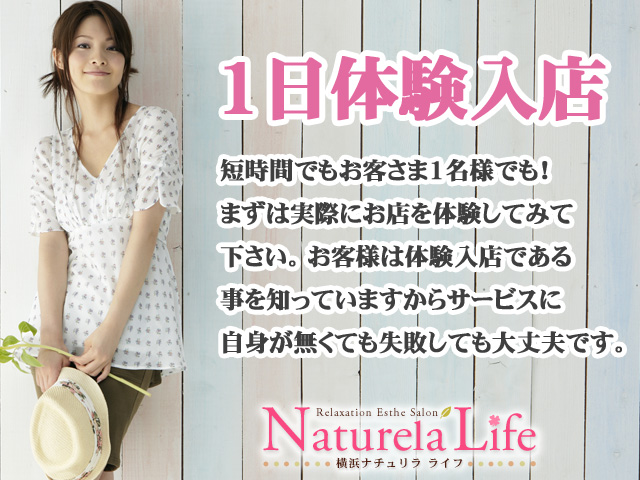 1日体験入店
短時間でもお客さま1名様でも!
まずは実際にお店を体験してみて
下さい。お客様は体験入店である
事を知っていますからサービスに
自身が無くても失敗しても大丈夫です。
Relaxation Esthe Salon
Naturela Life
横浜ナチュリラ ライフ